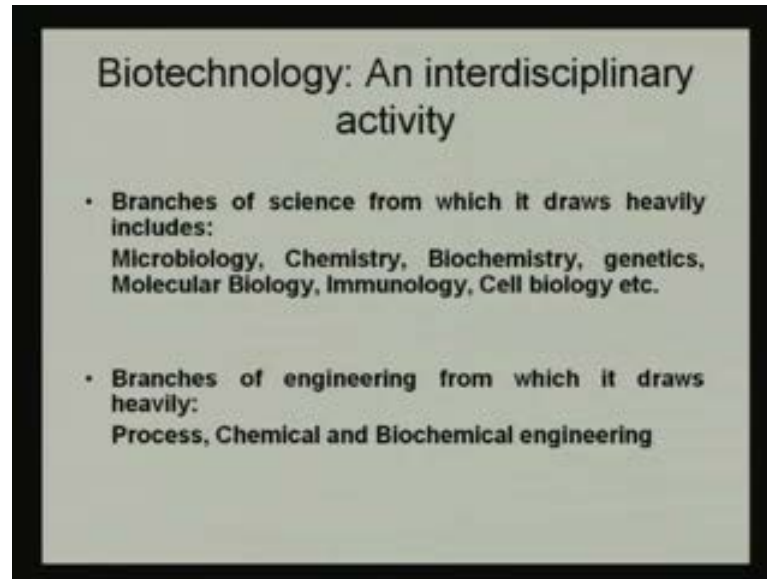 Biotechnology: An interdisciplinary
activity
• Branches of science from which it draws heavily
includes:
Microbiology, Chemistry, Biochemistry, genetics,
Molecular Biology, Immunology, Cell biology etc.
• Branches of engineering from which it draws
heavily:
Process, Chemical and Biochemical engineering